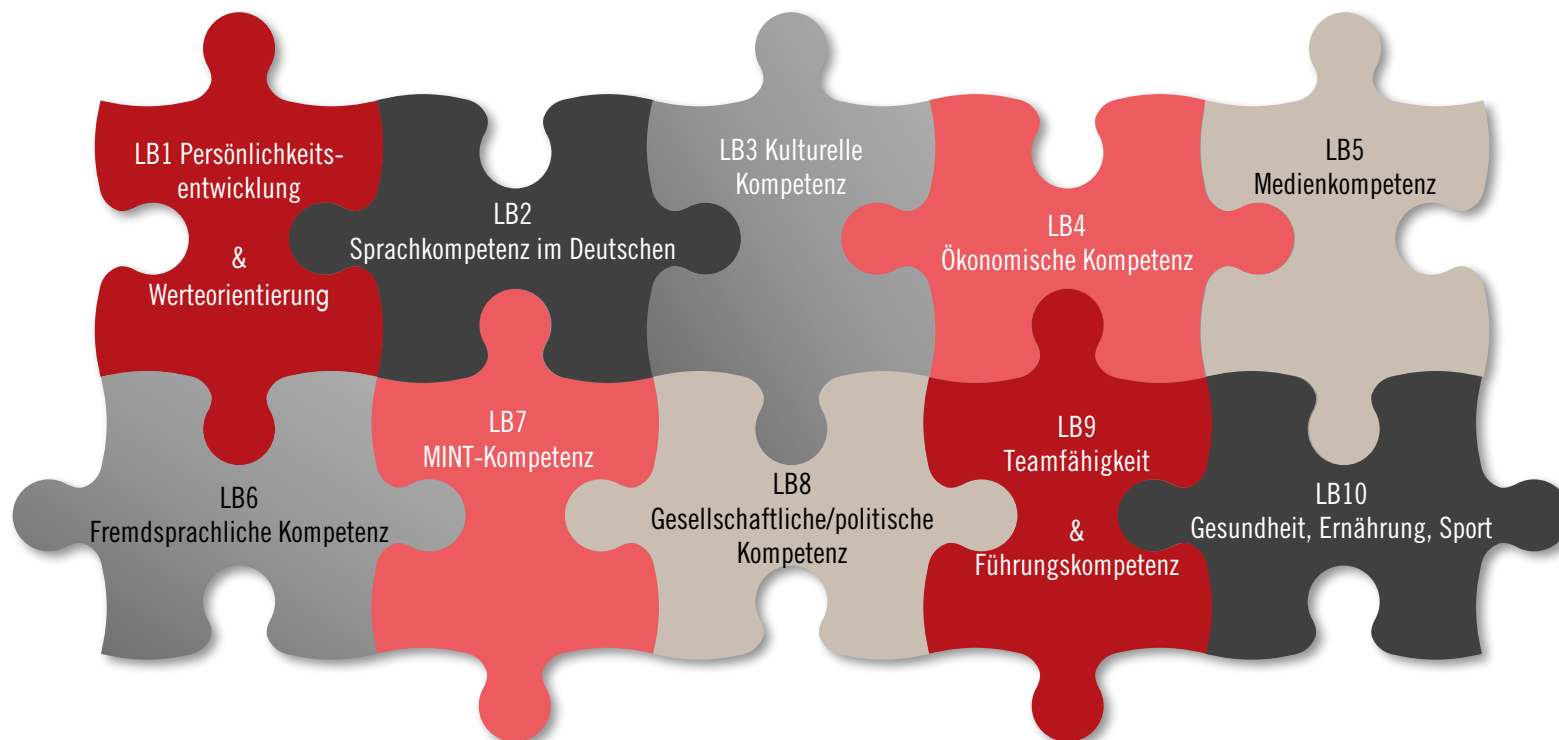 LB1 Persönlichkeits-
entwicklung
&
Werteorientierung
LB2
Sprachkompetenz im Deutschen
LB3 Kulturelle
Kompetenz
LB4
Ökonomische Kompetenz
LB5
Medienkompetenz
LB6
Fremdsprachliche Kompetenz
LB7
MINT-Kompetenz
LB8
Gesellschaftliche/politische
Kompetenz
LB9
Teamfähigkeit
&
Führungskompetenz
LB10
Gesundheit, Ernährung, Sport